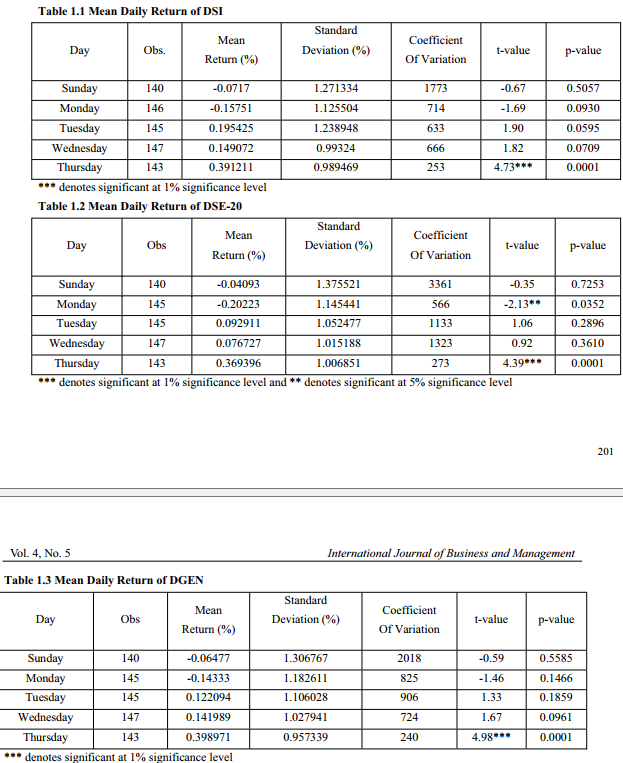 Table 1.1 Mean Daily Return of DSI
Day Obs. Mean Return (%) Standard Deviation (%) Coefficient Of Variation t-value p-value
Sunday 140 -0.0717 1.271334 1773 -0.67 0.5057
Monday 146 -0.15751 1.125504 714 -1.69 0.0930
Tuesday 145 0.195425 1.238948 633 1.90 0.0595
Wednesday 147 0.149072 0.99324 666 1.82 0.0709
Thursday 143 0.391211 0.989469 253 4.73*** 0.0001
*** denotes significant at 1% significance level
Table 1.2 Mean Daily Return of DSE-20
Day Obs Mean Return (%) Standard Deviation (%) Coefficient Of Variation t-value p-value
Sunday 140 -0.04093 1.375521 3361 -0.35 0.7253
Monday 145 -0.20223 1.145441 566 -2.13** 0.0352
Tuesday 145 0.092911 1.052477 1133 1.06 0.2896
Wednesday 147 0.076727 1.015188 1323 0.92 0.3610
Thursday 143 0.369396 1.006851 273 4.39*** 0.0001
*** denotes significant at 1% significance level and ** denotes significant at 5% significance level
201
Vol. 4, No. 5 International Journal of Business and Management
Table 1.3 Mean Daily Return of DGEN
Day Obs Mean Return (%) Standard Deviation (%) Coefficient Of Variation t-value p-value
Sunday 140 -0.06477 1.306767 2018 -0.59 0.5585
Monday 145 -0.14333 1.182611 825 -1.46 0.1466
Tuesday 145 0.122094 1.106028 906 1.33 0.1859
Wednesday 147 0.141989 1.027941 724 1.67 0.0961
Thursday 143 0.398971 0.957339 240 4.98*** 0.0001
*** denotes significant at 1% significance level